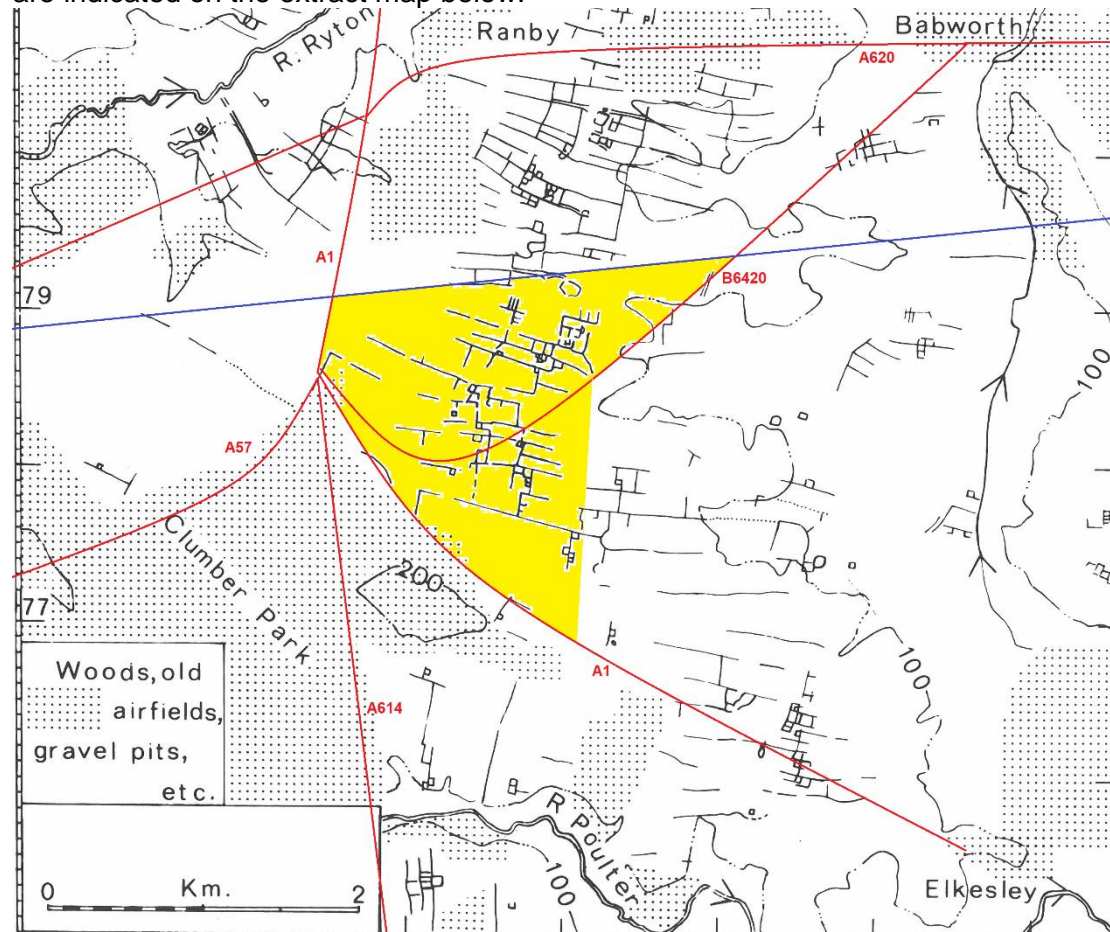 are indicated on the extract map below.
R. Ryton
Ranby
Babworth
A620
A1
79
B6420
100
A57
Clumber Park
200
77
Woods, old
airfields,
gravel pits,
etc.
A614
A1
100
R Poulter
100
Elkesley
0 Km. 2